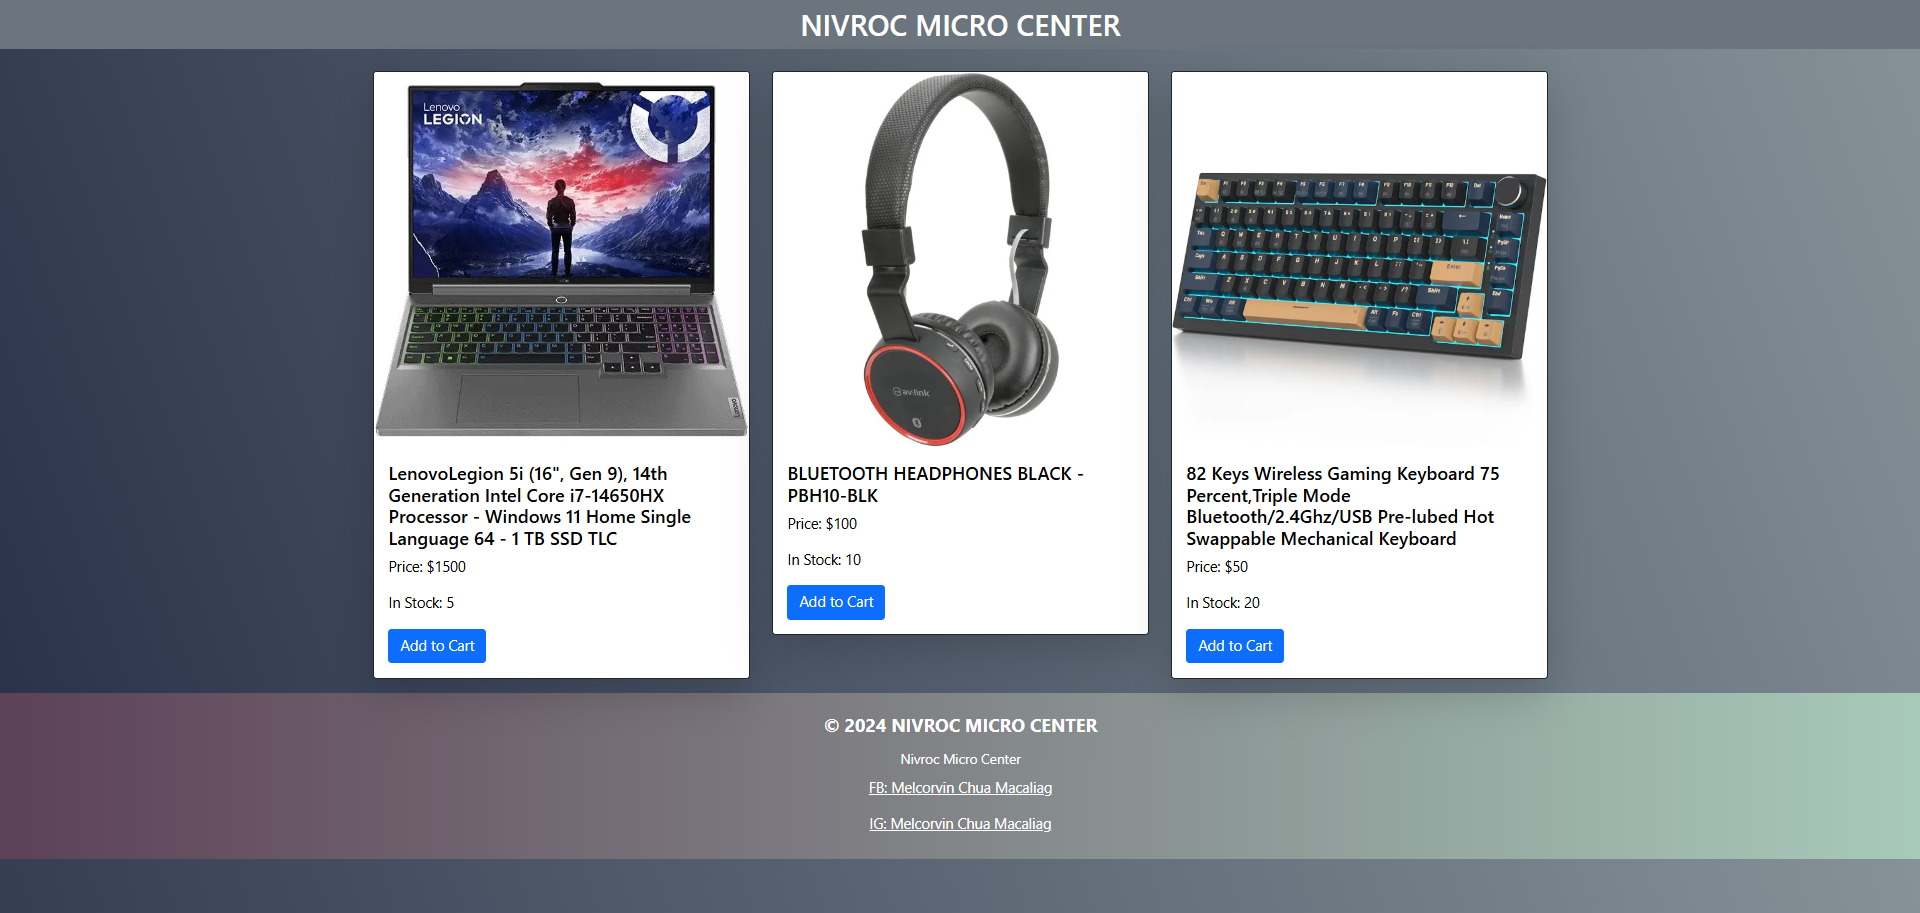 NIVROC MICRO CENTER
Lenovo
LEGION
Lenovo
av-link
Enter
Shift
LenovoLegion 5i (16", Gen 9), 14th
Generation Intel Core i7-14650HX
Processor - Windows 11 Home Single
Language 64 - 1 TB SSD TLC
Price: $1500
In Stock: 5
Add to Cart
BLUETOOTH HEADPHONES BLACK -
PBH10-BLK
Price: $100
In Stock: 10
Add to Cart
82 Keys Wireless Gaming Keyboard 75
Percent,Triple Mode
Bluetooth/2.4Ghz/USB Pre-lubed Hot
Swappable Mechanical Keyboard
Price: $50
In Stock: 20
Add to Cart
© 2024 NIVROC MICRO CENTER
Nivroc Micro Center
FB: Melcorvin Chua Macaliag
IG: Melcorvin Chua Macaliag